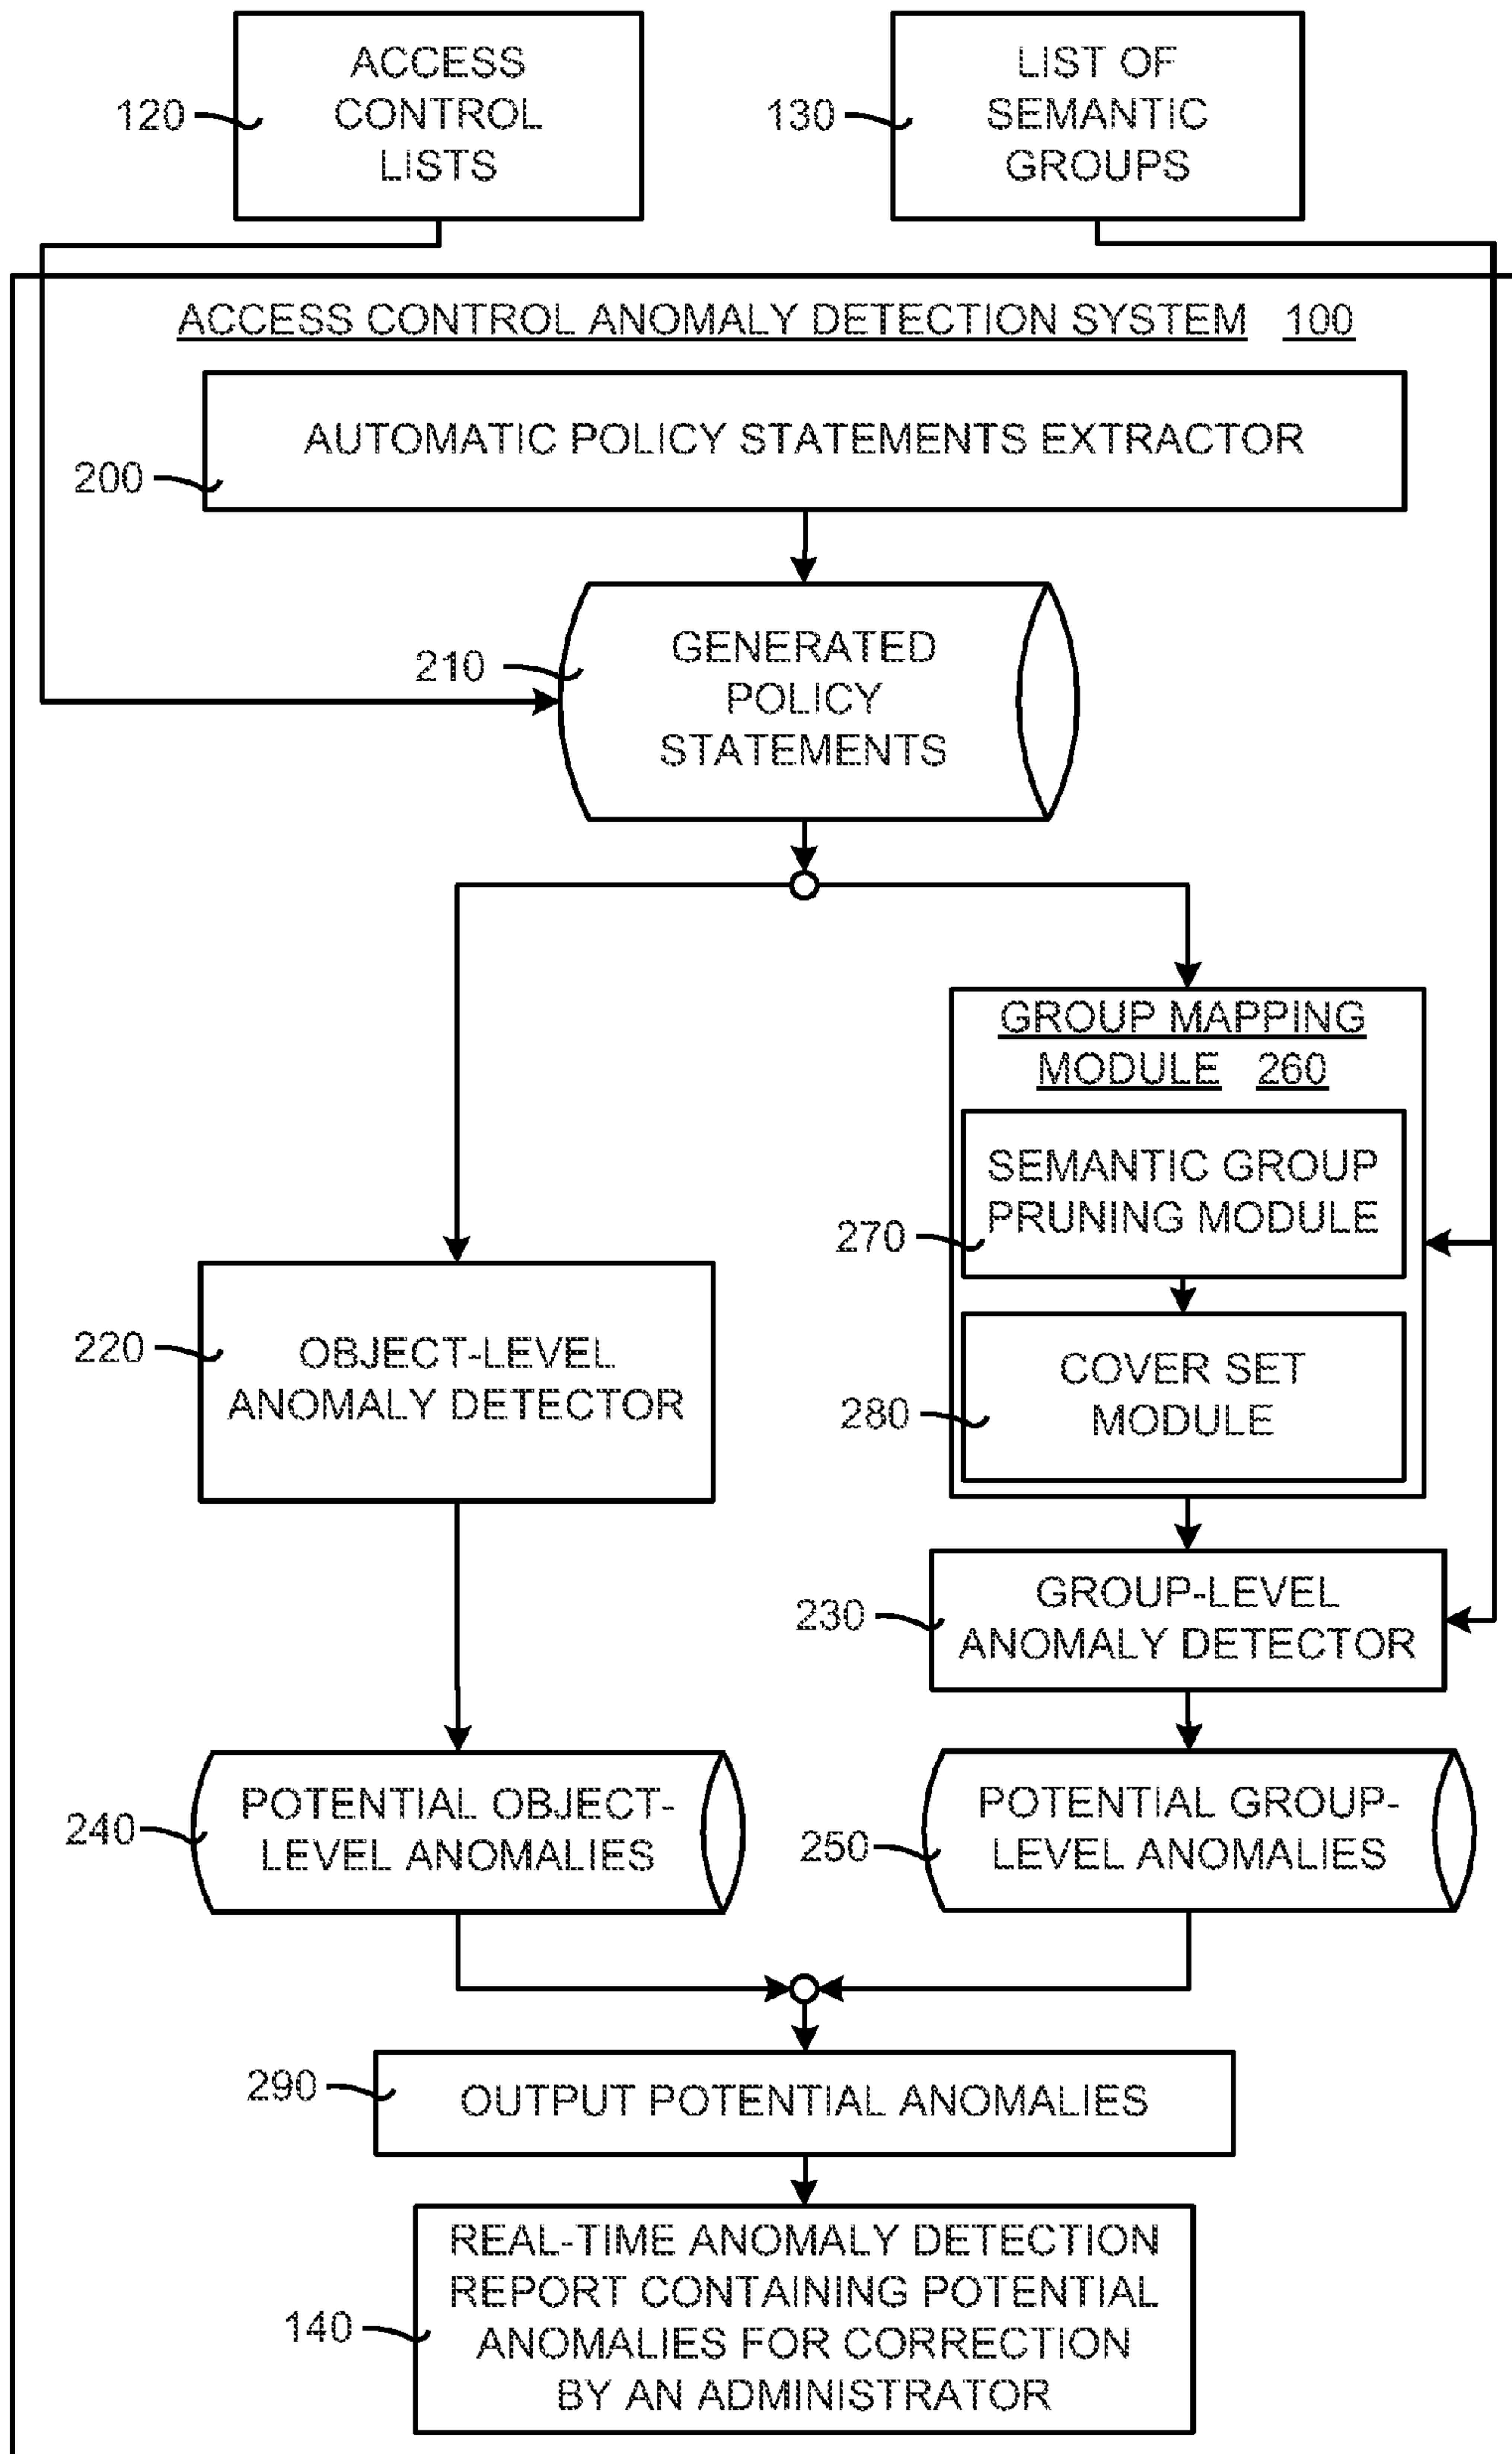 ACCESS
CONTROL
LISTS
120
LIST OF
SEMANTIC
GROUPS
130
ACCESS CONTROL ANOMALY DETECTION SYSTEM 100
AUTOMATIC POLICY STATEMENTS EXTRACTOR
200
GENERATED
POLICY
STATEMENTS
210
GROUP MAPPING
MODULE 260
SEMANTIC GROUP
PRUNING MODULE
270
COVER SET
MODULE
280
OBJECT-LEVEL
ANOMALY DETECTOR
220
GROUP-LEVEL
ANOMALY DETECTOR
230
POTENTIAL OBJECT-
LEVEL ANOMALIES
240
POTENTIAL GROUP-
LEVEL ANOMALIES
250
OUTPUT POTENTIAL ANOMALIES
290
REAL-TIME ANOMALY DETECTION
REPORT CONTAINING POTENTIAL
ANOMALIES FOR CORRECTION
BY AN ADMINISTRATOR
140